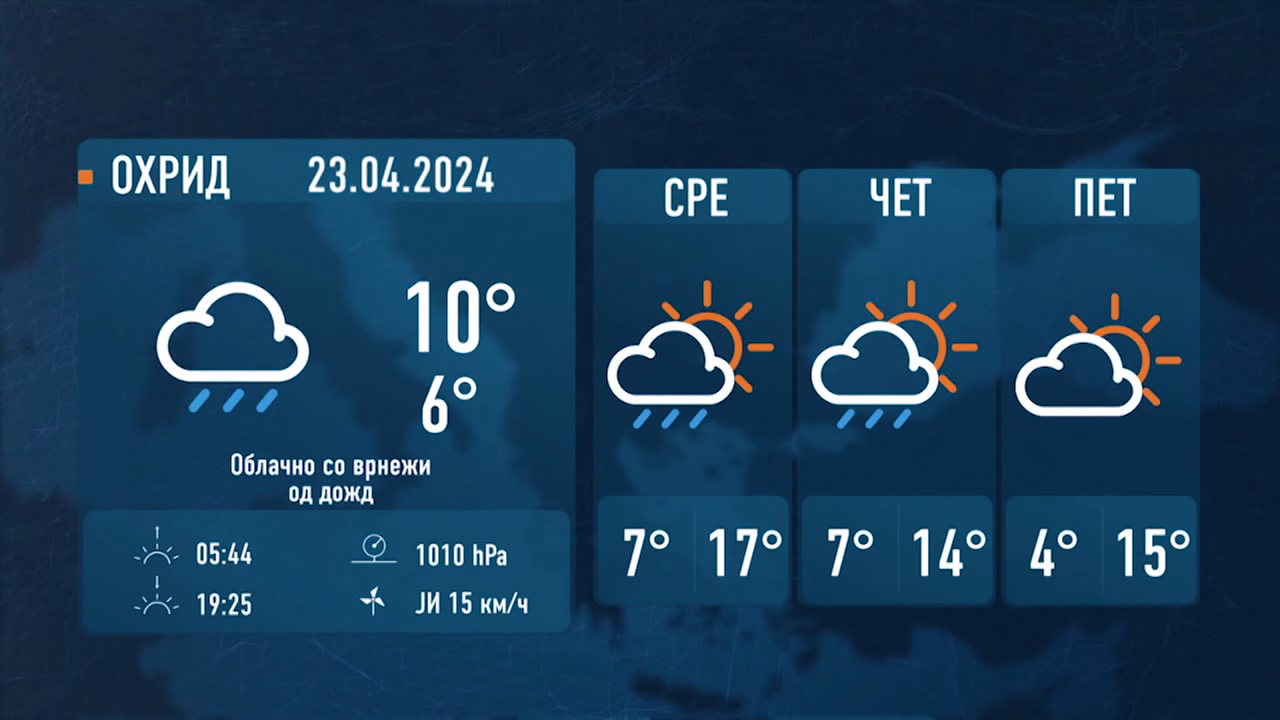 ОХРИД 23.04.2024
10°
6°
Облачно со врнежи
од дожд
05:44 1010 hPa
19:25 ЈИ 15 км/ч
СРЕ ЧЕТ ПЕТ
7° 17° 7° 14° 4° 15°